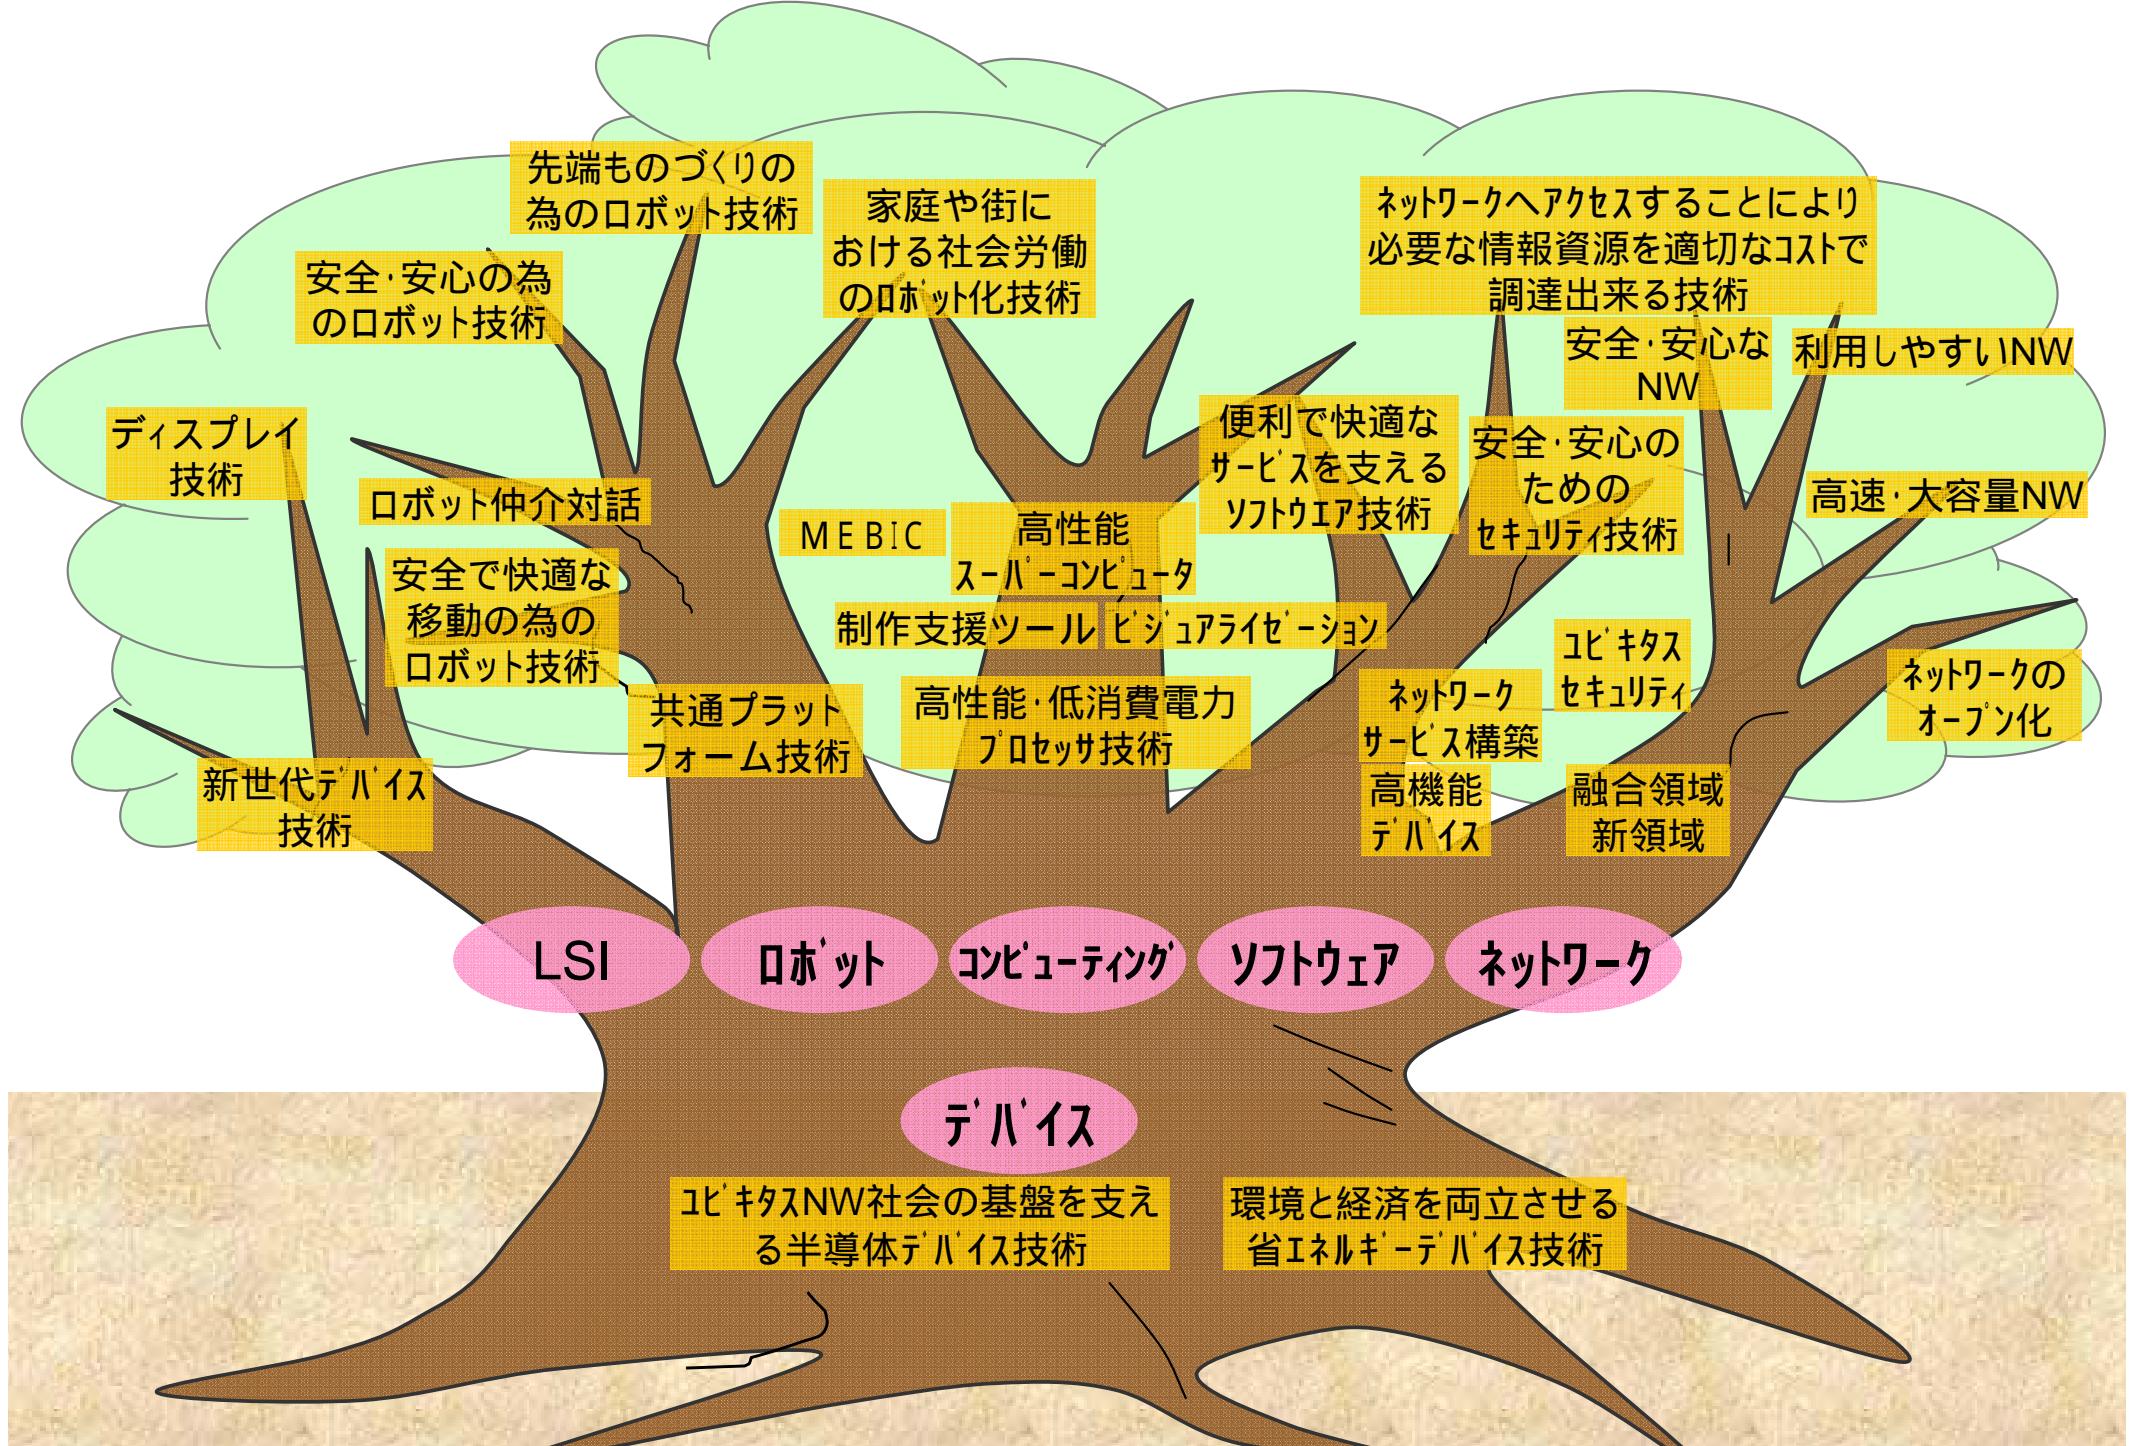 先端ものづくりの
為のロボット技術
家庭や街に
おける社会労働
のﾛﾎﾞｯﾄ化技術
ﾈｯﾄﾜｰｸへｱｸｾｽすることにより
必要な情報資源を適切なｺｽﾄで
調達出来る技術
安全･安心の為
のロボット技術
安全･安心な
NW
利用しやすいNW
ディスプレイ
技術
ロボット仲介対話
便利で快適な
ｻｰﾋﾞｽを支える
ｿﾌﾄｳｴｱ技術
安全･安心の
ための
ｾｷｭﾘﾃｨ技術
高速･大容量NW
MEBIC
高性能
ｽｰﾊﾟｰｺﾝﾋﾟｭｰﾀ
安全で快適な
移動の為の
ロボット技術
制作支援ツール
ﾋﾞｼﾞｭｱﾗｲｾﾞｰｼｮﾝ
ﾕﾋﾞｷﾀｽ
ｾｷｭﾘﾃｨ
ﾈｯﾄﾜｰｸの
ｵｰﾌﾟﾝ化
共通プラット
フォーム技術
高性能･低消費電力
ﾌﾟﾛｾｯｻ技術
ﾈｯﾄﾜｰｸ
ｻｰﾋﾞｽ構築
新世代ﾃﾞﾊﾞｲｽ
技術
高機能
ﾃﾞﾊﾞｲｽ
融合領域
新領域
LSI
ﾛﾎﾞｯﾄ
ｺﾝﾋﾟｭｰﾃｨﾝｸﾞ
ｿﾌﾄｳｪｱ
ﾈｯﾄﾜｰｸ
ﾃﾞﾊﾞｲｽ
ﾕﾋﾞｷﾀｽNW社会の基盤を支え
る半導体ﾃﾞﾊﾞｲｽ技術
環境と経済を両立させる
省ｴﾈﾙｷﾞｰﾃﾞﾊﾞｲｽ技術